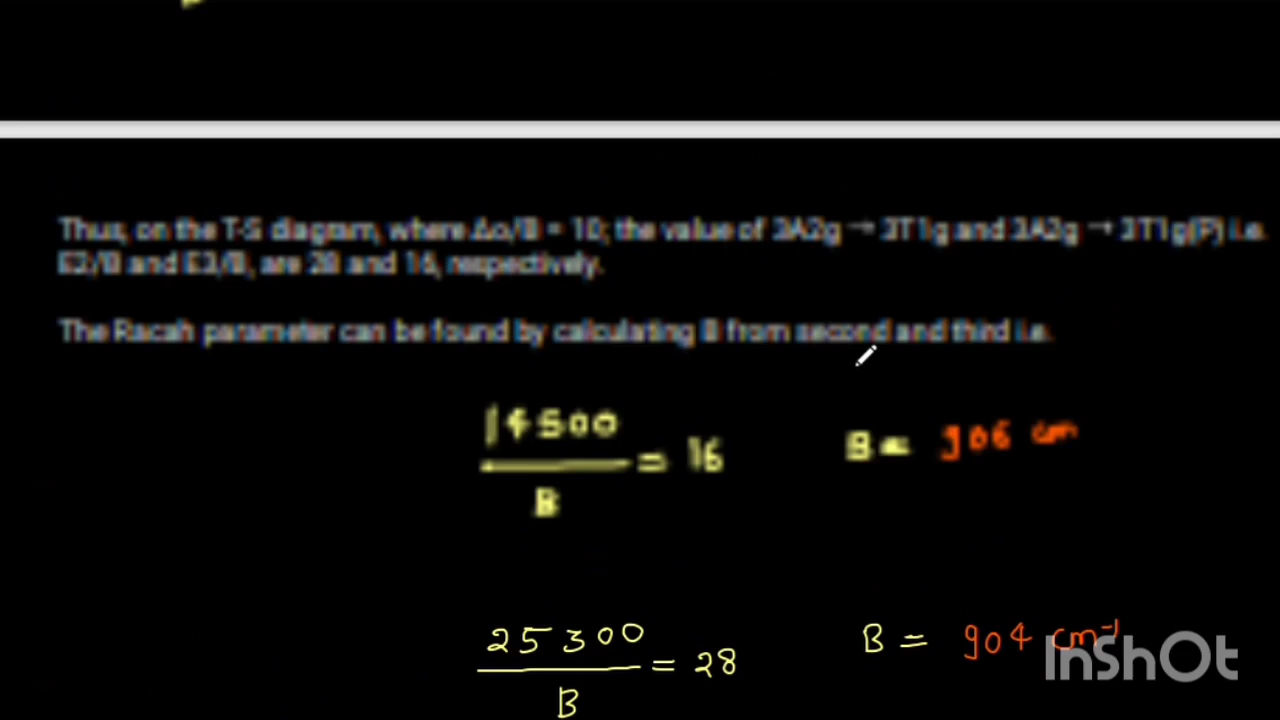 Thus, on the T-S diagram, where Δo/B = 10; the value of 3A2g → 3T1g and 3A2g → 3T1g(P) i.e.
E2/B and E3/B, are 28 and 16, respectively.
The Racah parameter can be found by calculating B from second and third i.e.
14500
B
= 16
B = 906 cm
25300
B
= 28
B = 904 cm⁻¹
InShOt